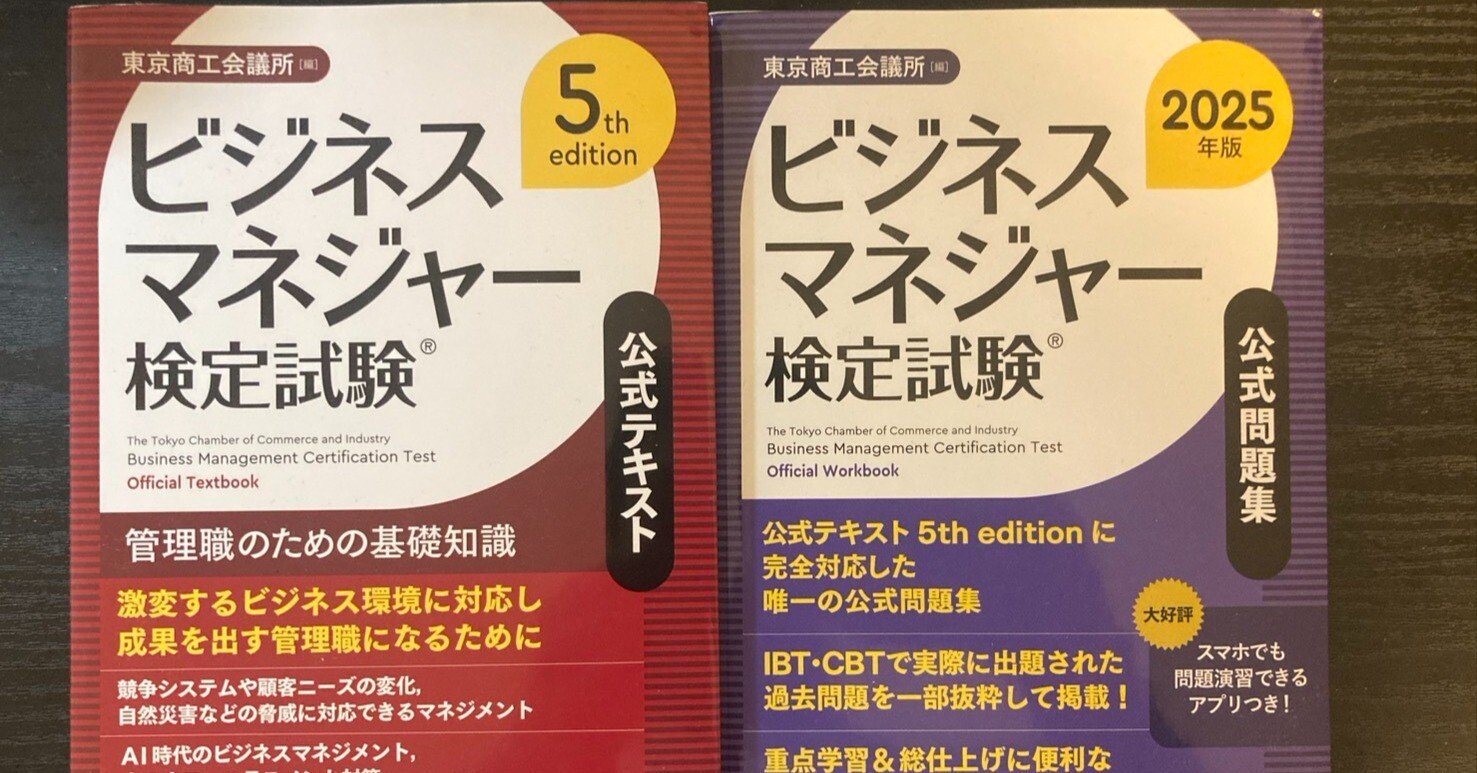 東京商工会議所[編]
5th
edition
ビジネス
マネジャー
検定試験®
公式テキスト
The Tokyo Chamber of Commerce and Industry
Business Management Certification Test
Official Textbook
管理職のための基礎知識
激変するビジネス環境に対応し
成果を出す管理職になるために
競争システムや顧客ニーズの変化,
自然災害などの脅威に対応できるマネジメント
AI時代のビジネスマネジメント,
東京商工会議所[編]
2025
年版
ビジネス
マネジャー
検定試験®
公式問題集
The Tokyo Chamber of Commerce and Industry
Business Management Certification Test
Official Workbook
公式テキスト 5th editionに
完全対応した
唯一の公式問題集
IBT・CBTで実際に出題された
過去問題を一部抜粋して掲載!
大好評
スマホでも
問題演習できる
アプリつき!
重点学習&総仕上げに便利な